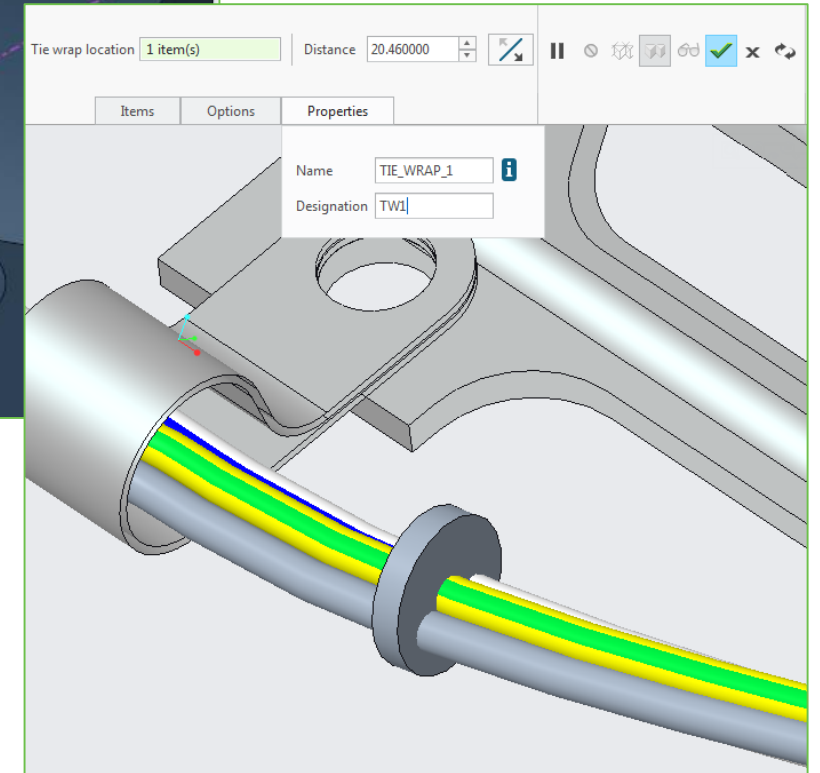 Tie wrap location 1 item(s) Distance 20.460000
Items Options Properties
Name TIE_WRAP_1
Designation TW1